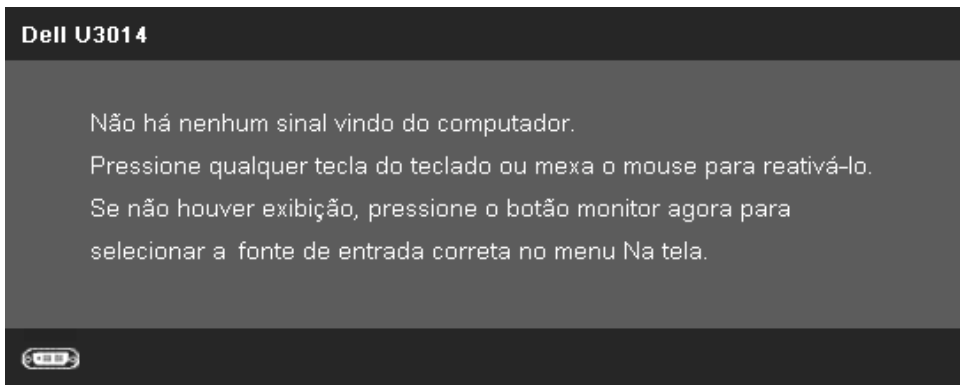 Dell U3014
Não há nenhum sinal vindo do computador.
Pressione qualquer tecla do teclado ou mexa o mouse para reativá-lo.
Se não houver exibição, pressione o botão monitor agora para
selecionar a fonte de entrada correta no menu Na tela.